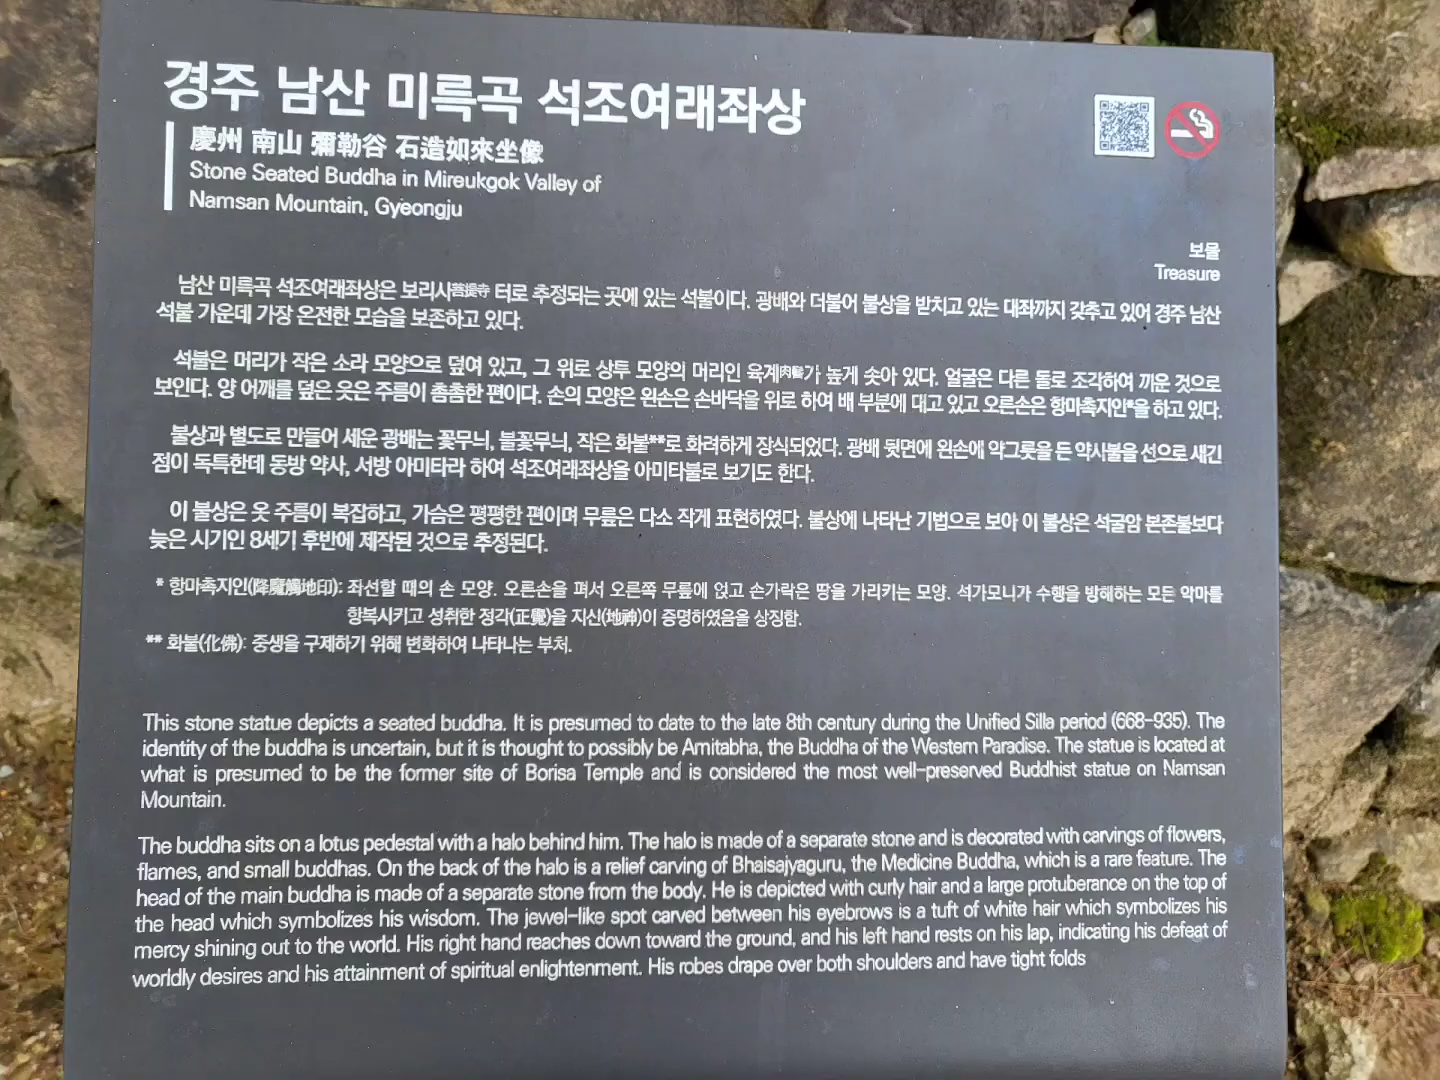 경주 남산 미륵곡 석조여래좌상
慶州 南山 彌勒谷 石造如來坐像
Stone Seated Buddha in Mireukgok Valley of
Namsan Mountain, Gyeongju
보물
Treasure
남산 미륵곡 석조여래좌상은 보리사菩提寺 터로 추정되는 곳에 있는 석불이다. 광배와 더불어 불상을 받치고 있는 대좌까지 갖추고 있어 경주 남산
석불 가운데 가장 온전한 모습을 보존하고 있다.
석불은 머리가 작은 소라 모양으로 덮여 있고, 그 위로 상투 모양의 머리인 육계肉髻가 높게 솟아 있다. 얼굴은 다른 돌로 조각하여 끼운 것으로
보인다. 양 어깨를 덮은 옷은 주름이 촘촘한 편이다. 손의 모양은 왼손은 손바닥을 위로 하여 배 부분에 대고 있고 오른손은 항마촉지인*을 하고 있다.
불상과 별도로 만들어 세운 광배는 꽃무늬, 불꽃무늬, 작은 화불**로 화려하게 장식되었다. 광배 뒷면에 왼손에 약그릇을 든 약사불을 선으로 새긴
점이 독특한데 동방 약사, 서방 아미타라 하여 석조여래좌상을 아미타불로 보기도 한다.
이 불상은 옷 주름이 복잡하고, 가슴은 평평한 편이며 무릎은 다소 작게 표현하였다. 불상에 나타난 기법으로 보아 이 불상은 석굴암 본존불보다
늦은 시기인 8세기 후반에 제작된 것으로 추정된다.
* 항마촉지인(降魔觸地印): 좌선할 때의 손 모양. 오른손을 펴서 오른쪽 무릎에 얹고 손가락은 땅을 가리키는 모양. 석가모니가 수행을 방해하는 모든 악마를
항복시키고 성취한 정각(正覺)을 지신(地神)이 증명하였음을 상징함.
** 화불(化佛): 중생을 구제하기 위해 변화하여 나타나는 부처.
This stone statue depicts a seated buddha. It is presumed to date to the late 8th century during the Unified Silla period (668-935). The
identity of the buddha is uncertain, but it is thought to possibly be Amitabha, the Buddha of the Western Paradise. The statue is located at
what is presumed to be the former site of Borisa Temple and is considered the most well-preserved Buddhist statue on Namsan
Mountain.
The buddha sits on a lotus pedestal with a halo behind him. The halo is made of a separate stone and is decorated with carvings of flowers,
flames, and small buddhas. On the back of the halo is a relief carving of Bhaisajyaguru, the Medicine Buddha, which is a rare feature. The
head of the main buddha is made of a separate stone from the body. He is depicted with curly hair and a large protuberance on the top of
the head which symbolizes his wisdom. The jewel-like spot carved between his eyebrows is a tuft of white hair which symbolizes his
mercy shining out to the world. His right hand reaches down toward the ground, and his left hand rests on his lap, indicating his defeat of
worldly desires and his attainment of spiritual enlightenment. His robes drape over both shoulders and have tight folds